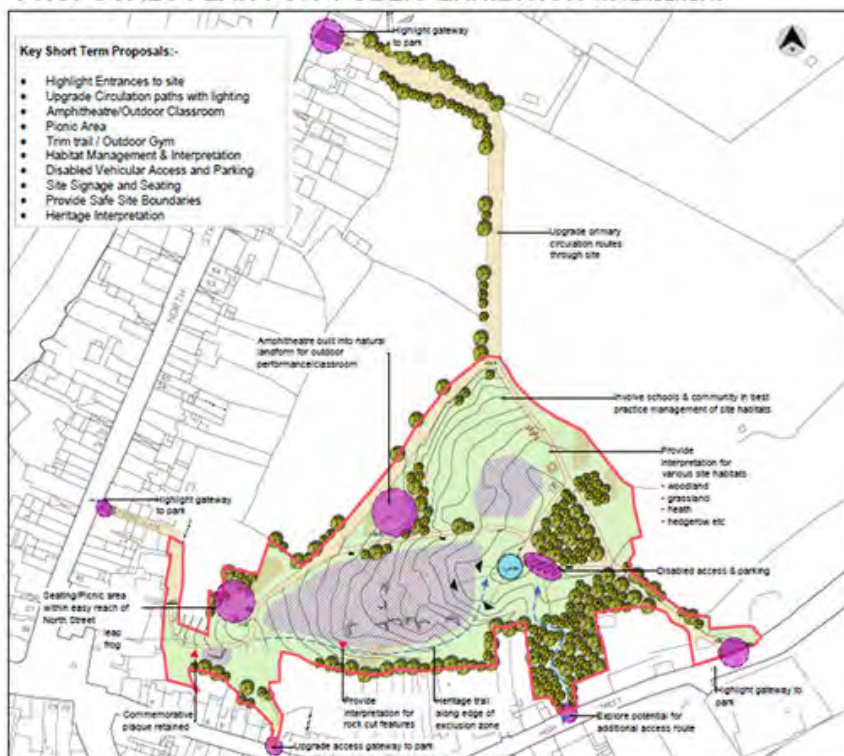 Highlight gateway
to park
Key Short Term Proposals:-
• Highlight Entrances to site
• Upgrade Circulation paths with lighting
• Amphitheatre/Outdoor Classroom
• Picnic Area
• Trim trail / Outdoor Gym
• Habitat Management & Interpretation
• Disabled Vehicular Access and Parking
• Site Signage and Seating
• Provide Safe Site Boundaries
• Heritage Interpretation
Upgrade primary
circulation routes
through site
NORTH
Amphitheatre built into natural
landform for outdoor
performance/classroom
Involve schools & community in best
practice management of site habitats
Provide
interpretation for
various site habitats
- woodland
- grassland
- heath
- hedgerow etc
Highlight gateway
to park
Disabled access & parking
Seating/Picnic area
within easy reach of
North Street
leap
frog
Commemorative
plaque retained
Provide
interpretation for
rock cut features
Heritage trail
along edge of
exclusion zone
Highlight gateway to
park
Explore potential for
additional access route
Upgrade access gateway to park